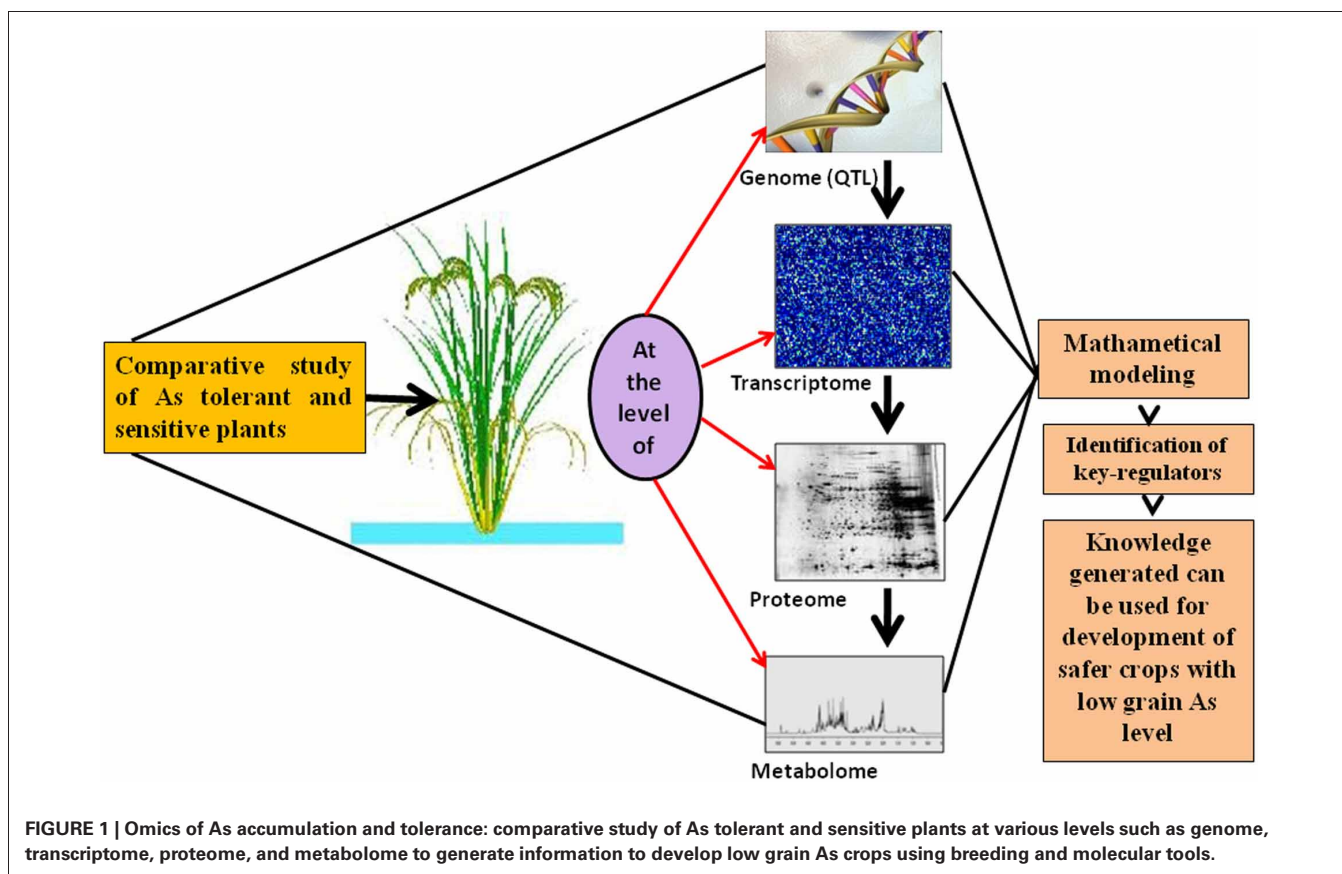 Comparative study
of As tolerant and
sensitive plants
At
the
level
of
Genome (QTL)
Transcriptome
Proteome
Metabolome
Mathametical
modeling
Identification of
key-regulators
Knowledge
generated can
be used for
development of
safer crops with
low grain As
level
FIGURE 1 | Omics of As accumulation and tolerance: comparative study of As tolerant and sensitive plants at various levels such as genome,
transcriptome, proteome, and metabolome to generate information to develop low grain As crops using breeding and molecular tools.